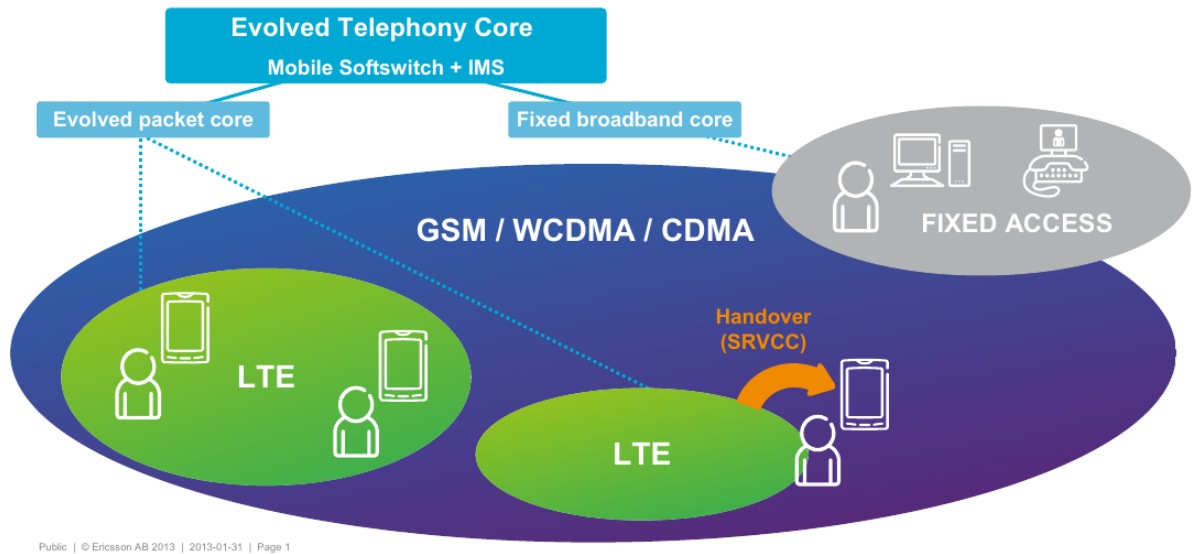 Evolved Telephony Core
Mobile Softswitch + IMS
Evolved packet core
Fixed broadband core
GSM / WCDMA / CDMA
FIXED ACCESS
Handover
(SRVCC)
LTE
LTE
Public | © Ericsson AB 2013 | 2013-01-31 | Page 1